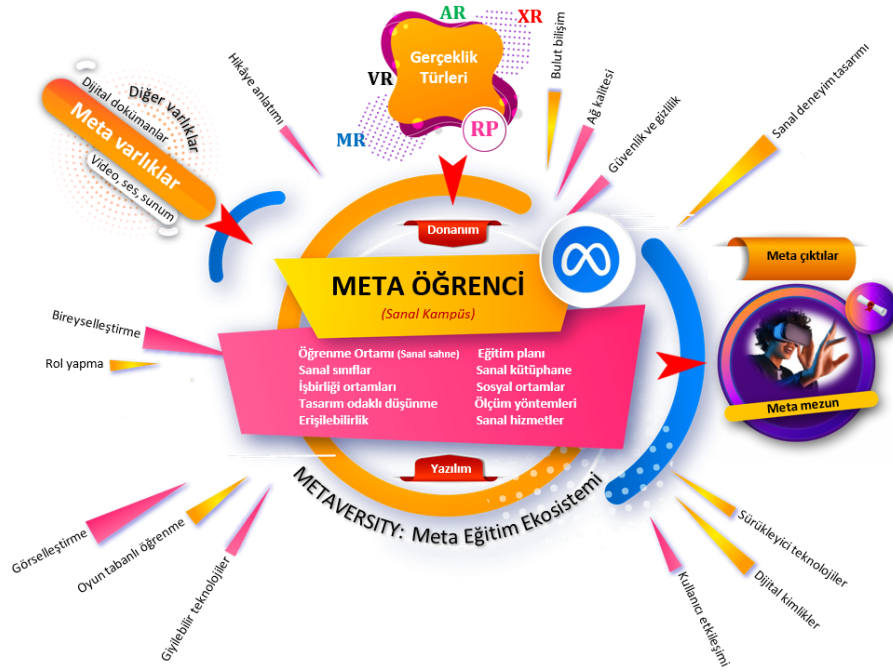 AR
XR
VR
MR
Gerçeklik
Türleri
RP
Diğer varlıklar
Dijital dokümanlar
Meta varlıklar
Video, ses, sunum
Hikâye anlatımı
Bulut bilişim
Ağ kalitesi
Güvenlik ve gizlilik
Sanal deneyim tasarımı
Donanım
META ÖĞRENCİ
(Sanal Kampüs)
Öğrenme Ortamı (Sanal sahne)
Sanal sınıflar
İşbirliği ortamları
Tasarım odaklı düşünme
Erişilebilirlik
Eğitim planı
Sanal kütüphane
Sosyal ortamlar
Ölçüm yöntemleri
Sanal hizmetler
Yazılım
METAVERSITY: Meta Eğitim Ekosistemi
Meta çıktılar
Meta mezun
Bireyselleştirme
Rol yapma
Görselleştirme
Oyun tabanlı öğrenme
Giyilebilir teknolojiler
Sürükleyici teknolojiler
Dijital kimlikler
Kullanıcı etkileşimi